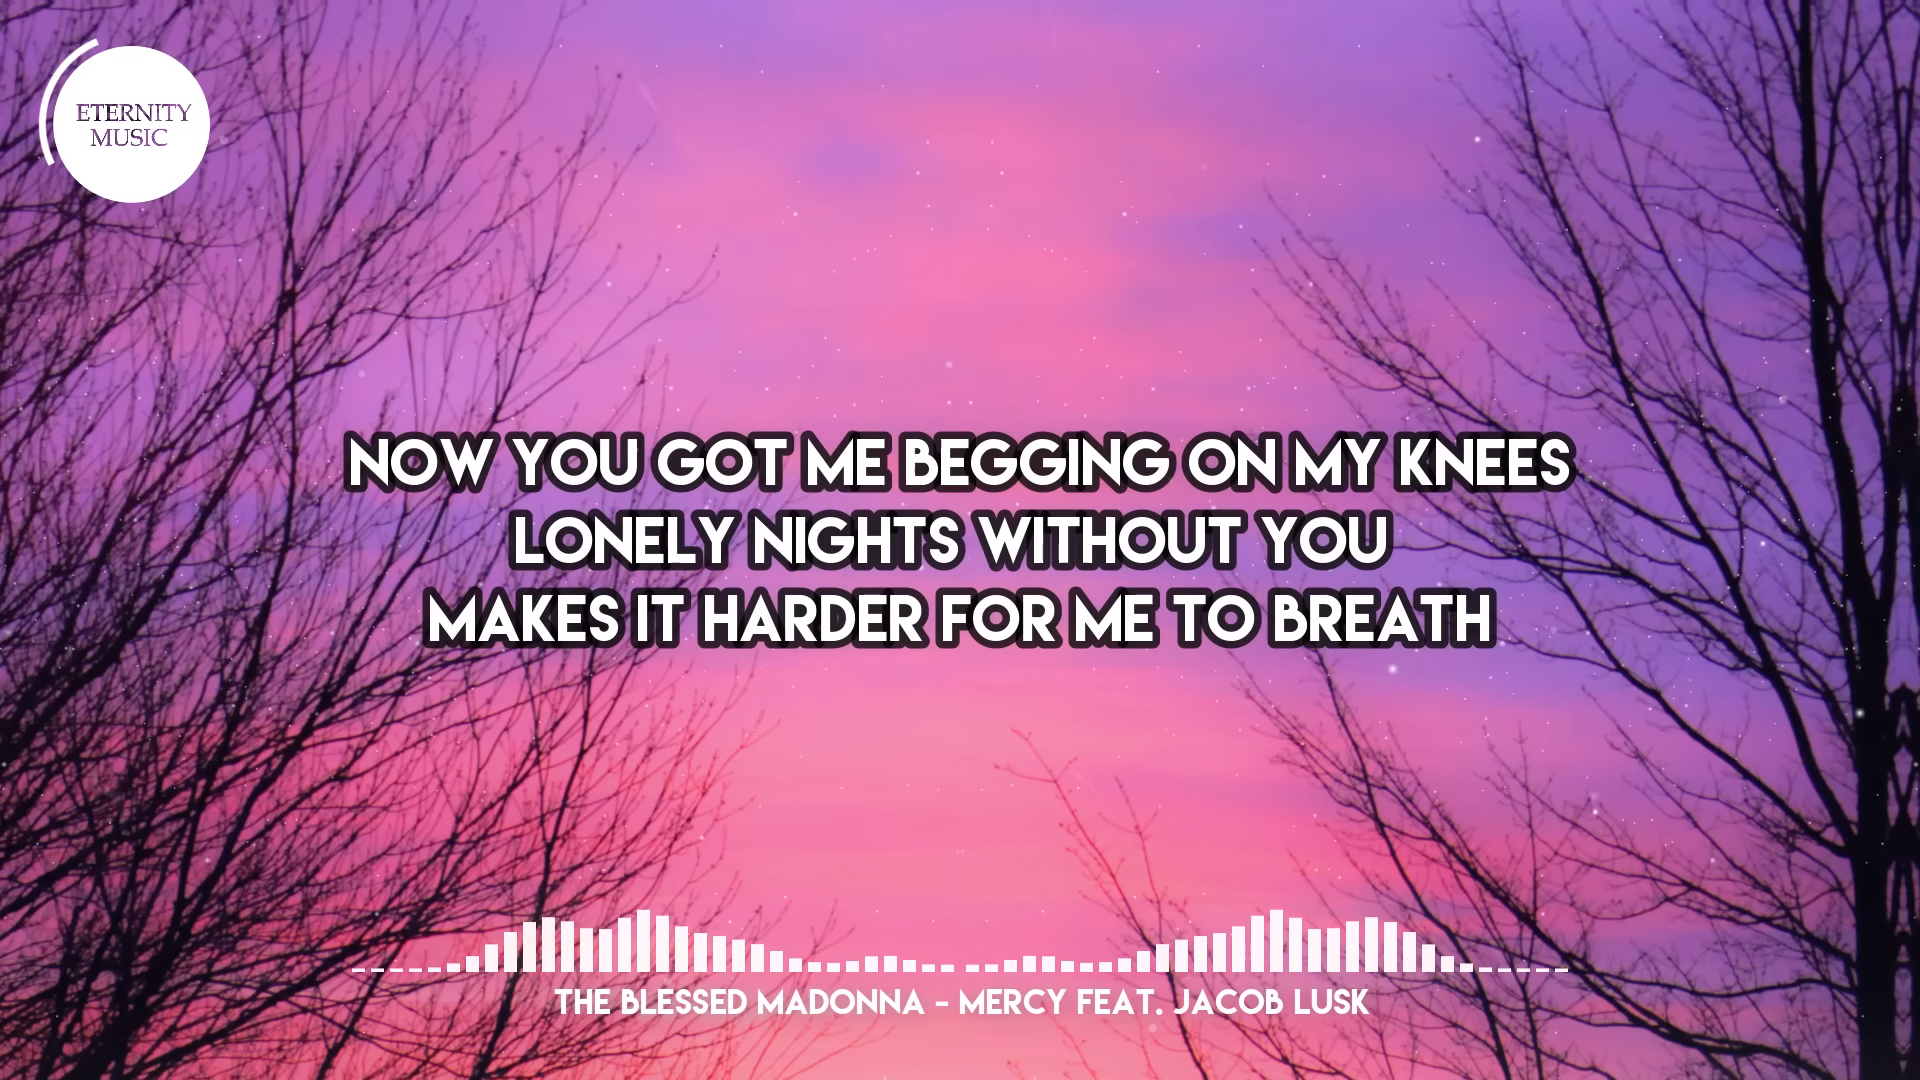 ETERNITY
MUSIC
NOW YOU GOT ME BEGGING ON MY KNEES
LONELY NIGHTS WITHOUT YOU
MAKES IT HARDER FOR ME TO BREATH
THE BLESSED MADONNA - MERCY FEAT. JACOB LUSK